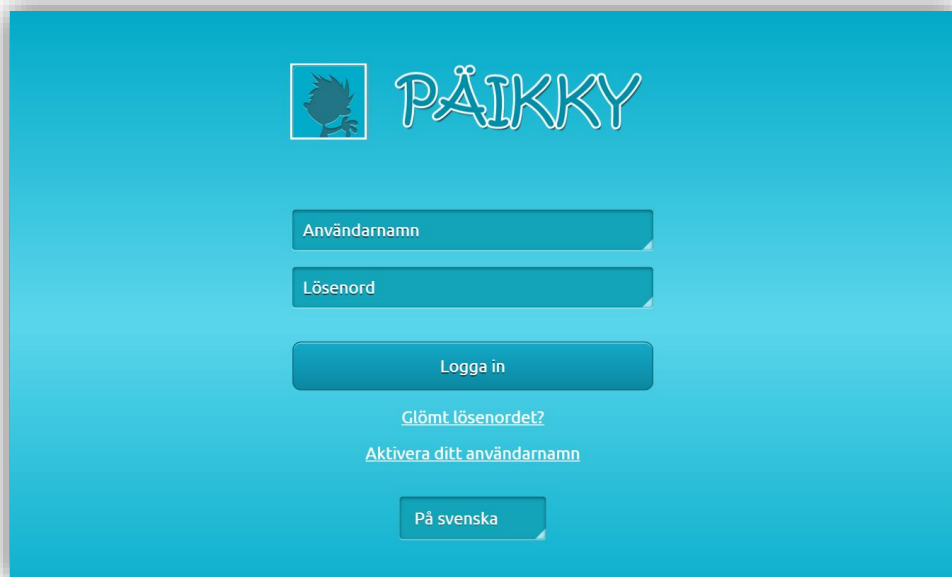 PÄIKKY
Användarnamn
Lösenord
Logga in
Glömt lösenordet?
Aktivera ditt användarnamn
På svenska